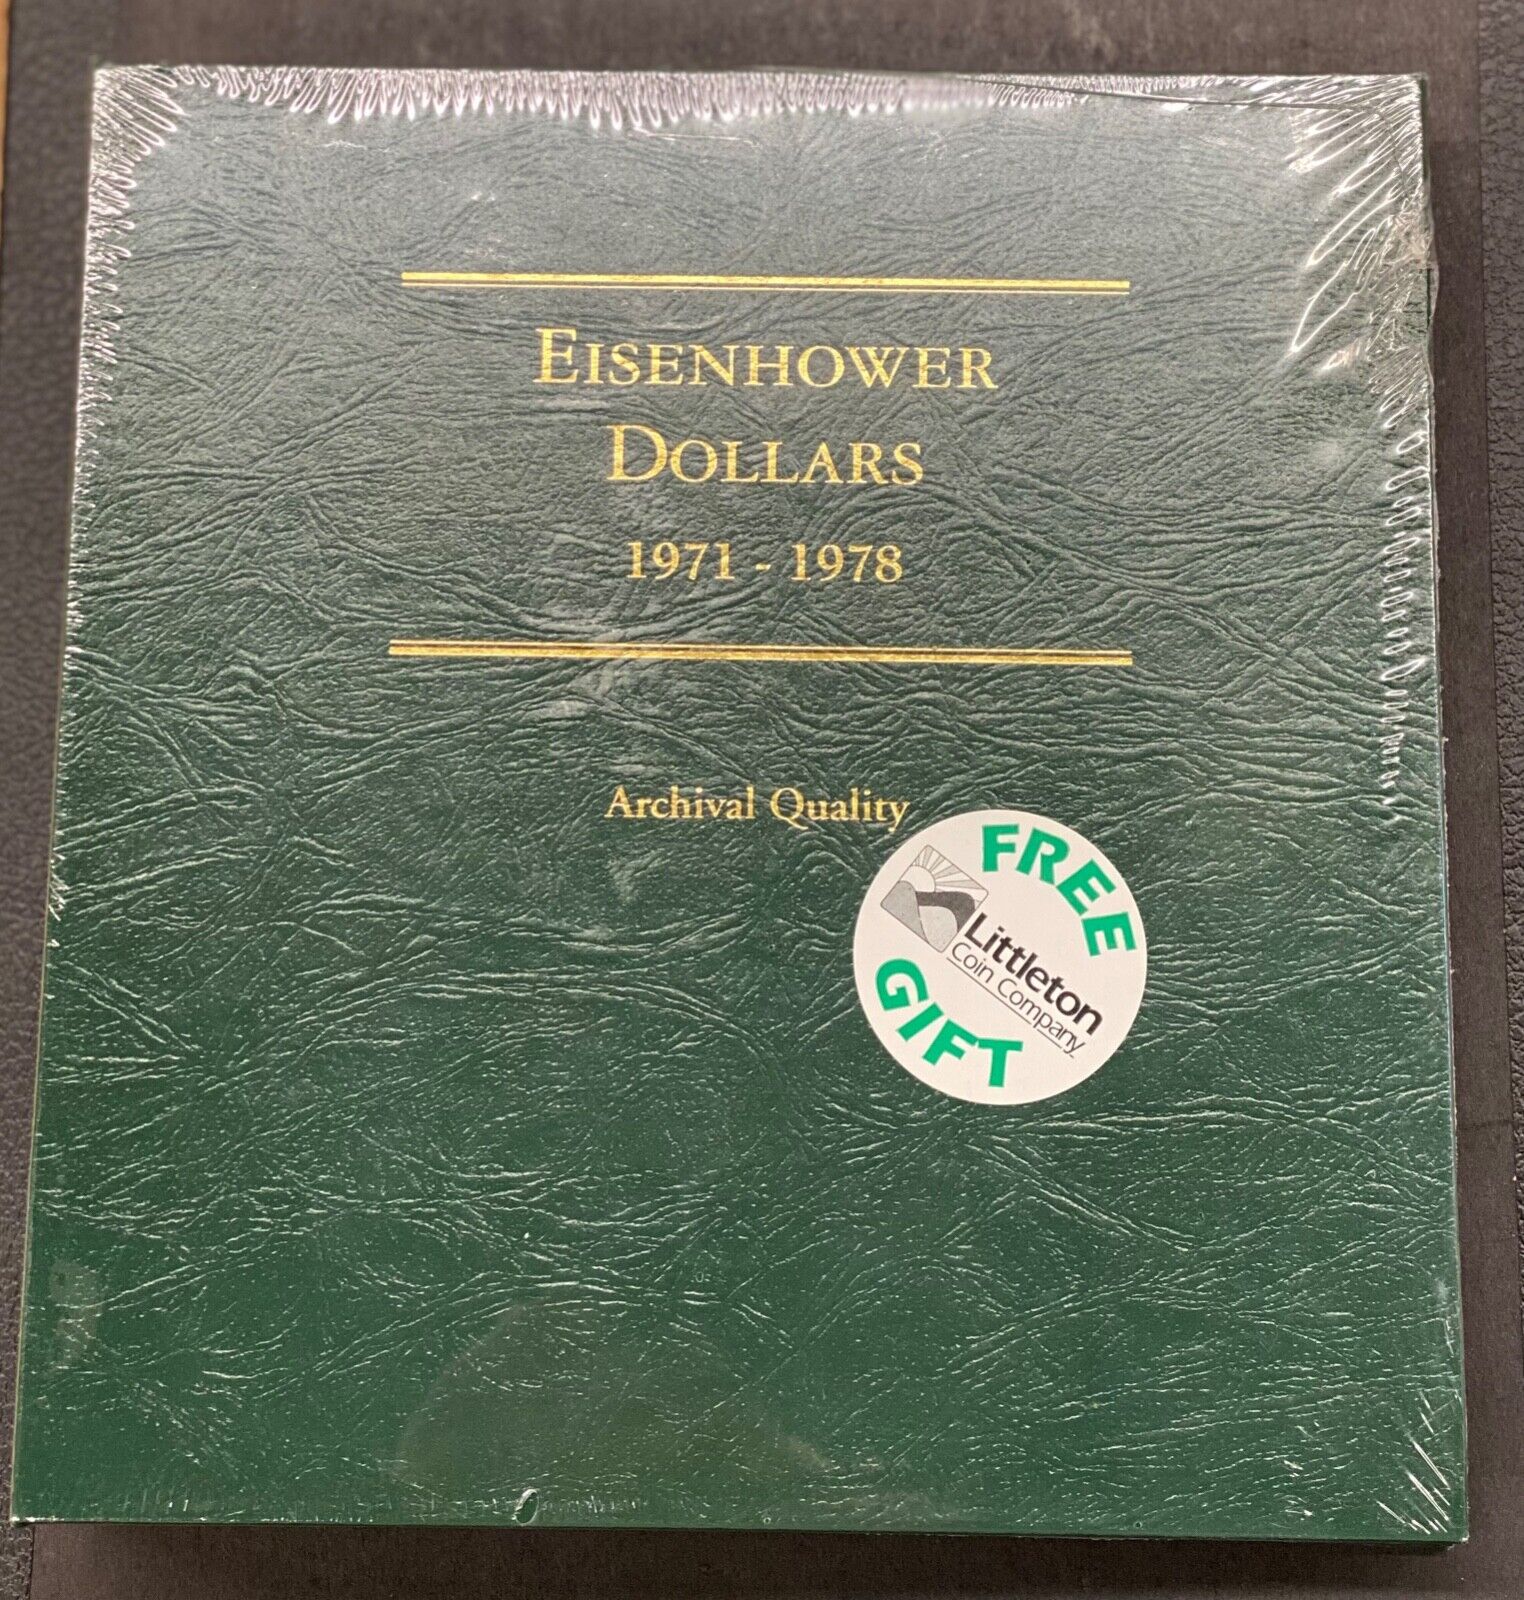 EISENHOWER
DOLLARS
1971 - 1978
Archival Quality
FREE
Littleton
Coin Company
GIFT